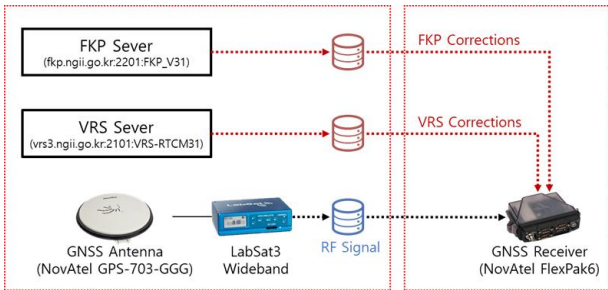 FKP Sever
(fkp.ngii.go.kr:2201:FKP_V31)
FKP Corrections
VRS Sever
(vrs3.ngii.go.kr:2101:VRS-RTCM31)
VRS Corrections
LABSAT
GNSS Antenna
(NovAtel GPS-703-GGG)
LabSat3
Wideband
RF Signal
GNSS Receiver
(NovAtel FlexPak6)